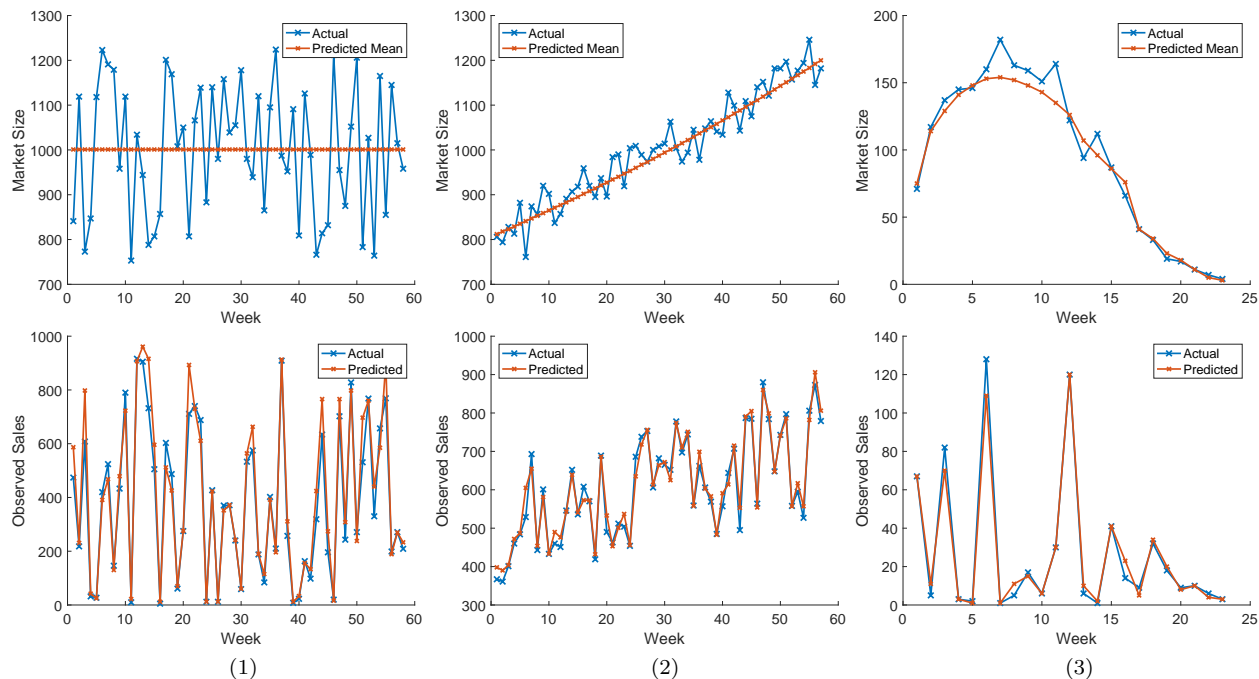 1300
1200
1100
1000
900
800
700
Market Size
0 10 20 30 40 50 60
Week
Actual
Predicted Mean
1300
1200
1100
1000
900
800
700
Market Size
0 10 20 30 40 50 60
Week
Actual
Predicted Mean
200
150
100
50
0
Market Size
0 5 10 15 20 25
Week
Actual
Predicted Mean
1000
800
600
400
200
0
Observed Sales
0 10 20 30 40 50 60
Week
Actual
Predicted
1000
900
800
700
600
500
400
300
Observed Sales
0 10 20 30 40 50 60
Week
Actual
Predicted
140
120
100
80
60
40
20
0
Observed Sales
0 5 10 15 20 25
Week
Actual
Predicted
(1)
(2)
(3)